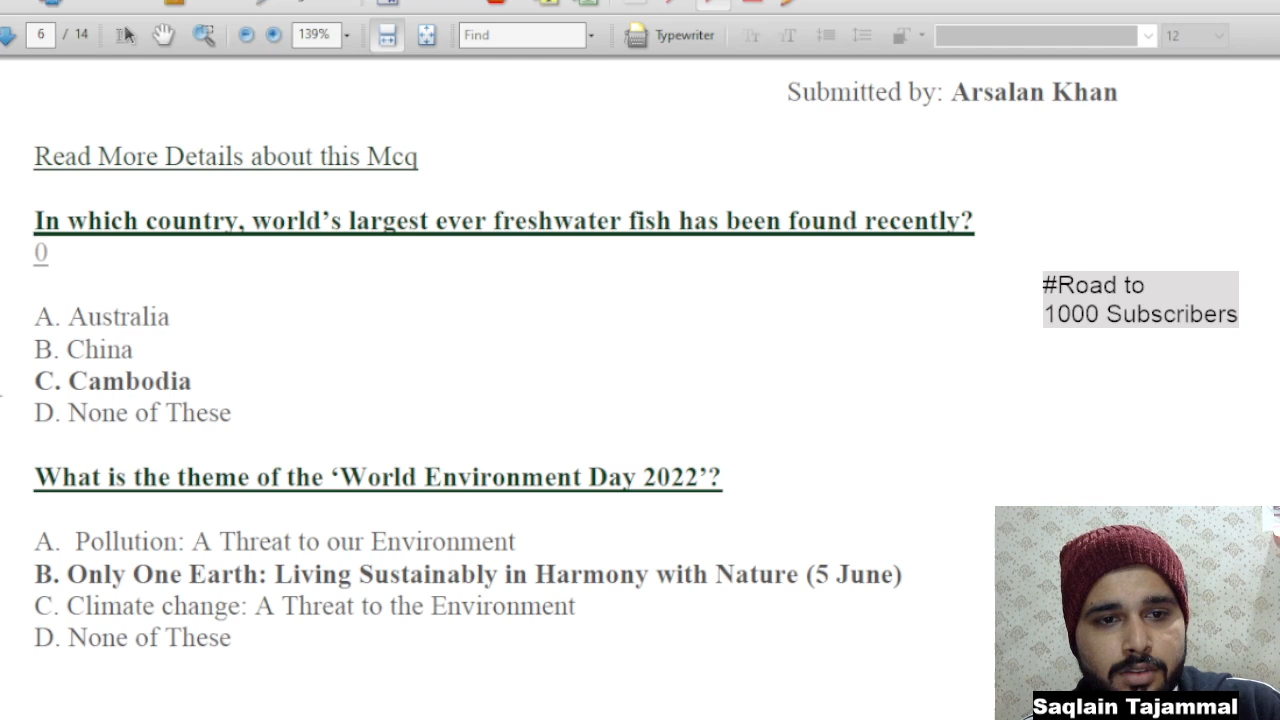 6 / 14 139% Find Typewriter 12
Submitted by: Arsalan Khan
Read More Details about this Mcq
In which country, world’s largest ever freshwater fish has been found recently?
0
#Road to
1000 Subscribers
A. Australia
B. China
C. Cambodia
D. None of These
What is the theme of the ‘World Environment Day 2022’?
A. Pollution: A Threat to our Environment
B. Only One Earth: Living Sustainably in Harmony with Nature (5 June)
C. Climate change: A Threat to the Environment
D. None of These
Saqlain Tajammal